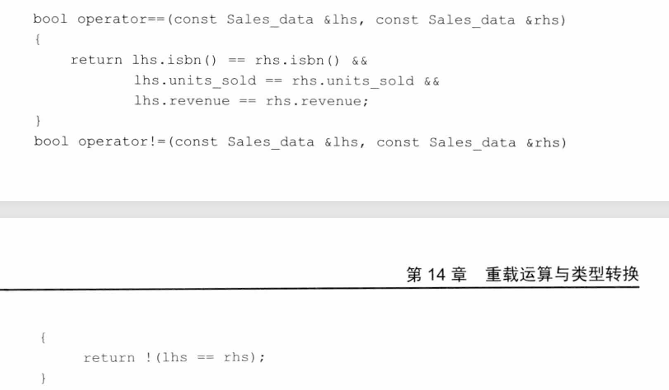 bool operator==(const Sales_data &lhs, const Sales_data &rhs)
{
    return lhs.isbn() == rhs.isbn() &&
           lhs.units_sold == rhs.units_sold &&
           lhs.revenue == rhs.revenue;
}
bool operator!=(const Sales_data &lhs, const Sales_data &rhs)
第 14 章 重载运算与类型转换
{
    return !(lhs == rhs);
}